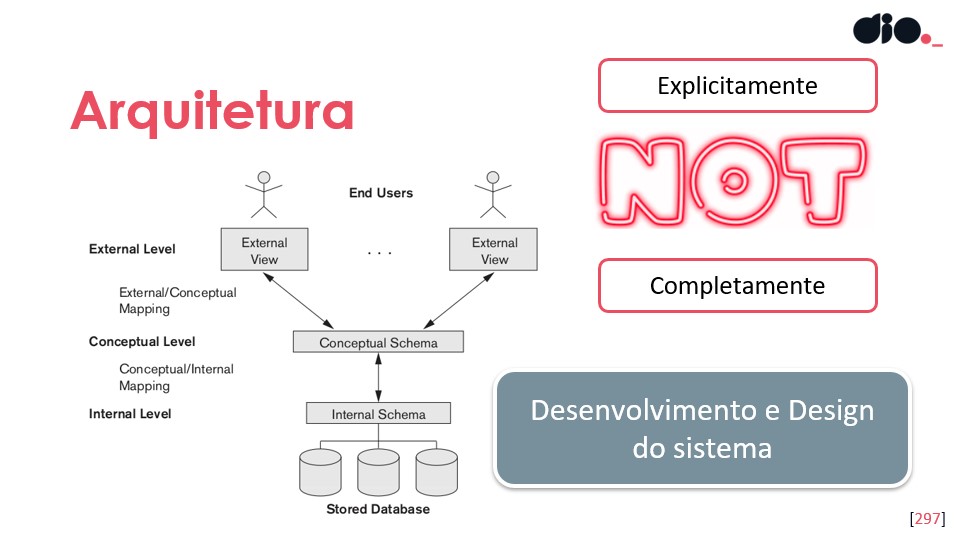 dio._
Arquitetura
Explicitamente
NOT
Completamente
End Users
External Level
External
View
. . .
External
View
External/Conceptual
Mapping
Conceptual Level
Conceptual Schema
Conceptual/Internal
Mapping
Internal Level
Internal Schema
Stored Database
Desenvolvimento e Design
do sistema
[297]